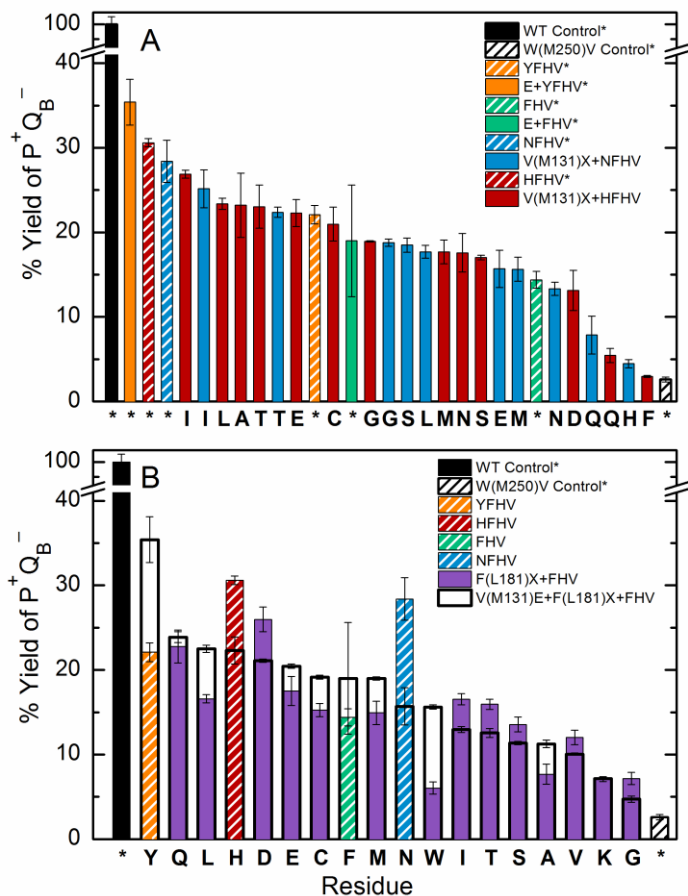 A
% Yield of P⁺Q_B⁻
100
40
30
20
10
0
WT Control*
W(M250)V Control*
YFHV*
E+YFHV*
FHV*
E+FHV*
NFHV*
V(M131)X+NFHV
HFHV*
V(M131)X+HFHV
* * * * I I L A T T E * C * G G S L M N S E M * N D Q Q H F *
B
% Yield of P⁺Q_B⁻
100
40
30
20
10
0
WT Control*
W(M250)V Control*
YFHV
HFHV
FHV
NFHV
F(L181)X+FHV
V(M131)E+F(L181)X+FHV
* Y Q L H D E C F M N W I T S A V K G *
Residue